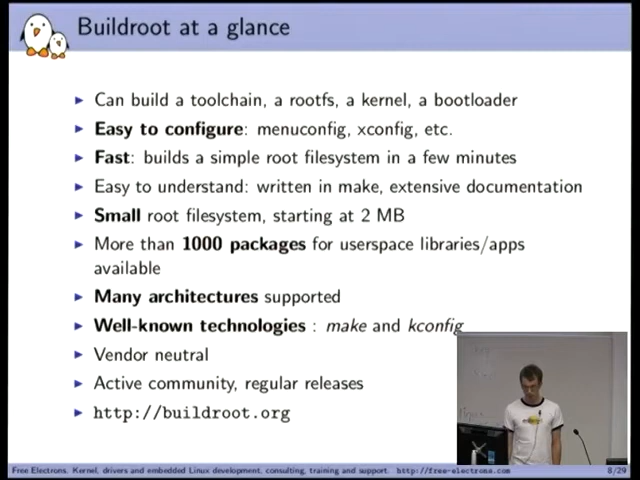 Buildroot at a glance
Can build a toolchain, a rootfs, a kernel, a bootloader
Easy to configure: menuconfig, xconfig, etc.
Fast: builds a simple root filesystem in a few minutes
Easy to understand: written in make, extensive documentation
Small root filesystem, starting at 2 MB
More than 1000 packages for userspace libraries/apps
available
Many architectures supported
Well-known technologies : make and kconfig
Vendor neutral
Active community, regular releases
http://buildroot.org
Free Electrons. Kernel, drivers and embedded Linux development, consulting, training and support. http://free-electrons.com
8/29